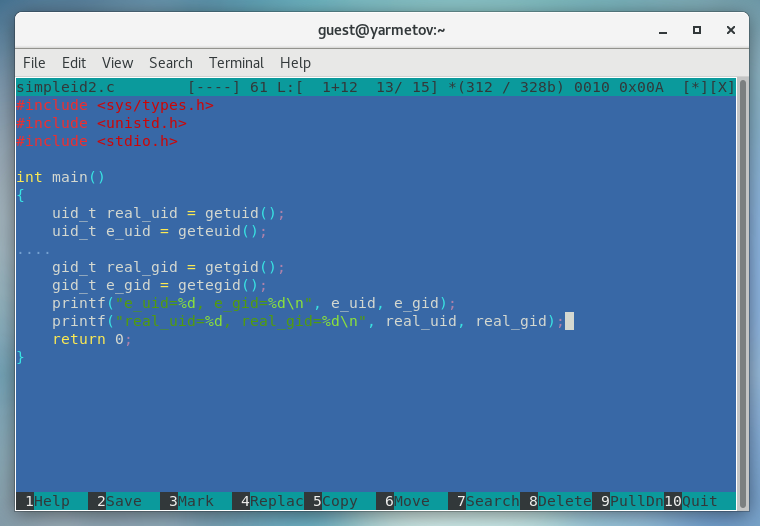 guest@yarmetov:~
File Edit View Search Terminal Help
simpleid2.c [----] 61 L:[ 1+12 13/ 15] *(312 / 328b) 0010 0x00A [*][X]
#include <sys/types.h>
#include <unistd.h>
#include <stdio.h>
int main()
{
    uid_t real_uid = getuid();
    uid_t e_uid = geteuid();
....
    gid_t real_gid = getgid();
    gid_t e_gid = getegid();
    printf("e_uid=%d, e_gid=%d\n", e_uid, e_gid);
    printf("real_uid=%d, real_gid=%d\n", real_uid, real_gid);
    return 0;
}
1Help 2Save 3Mark 4Replac 5Copy 6Move 7Search 8Delete 9PullDn 10Quit